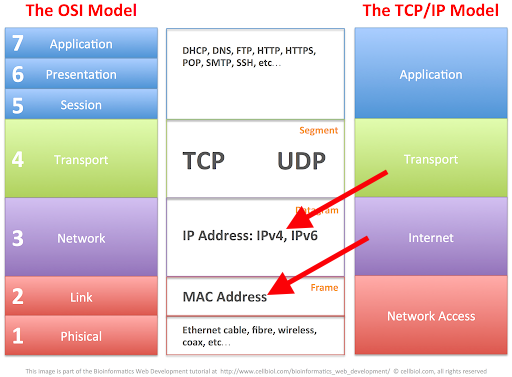 The OSI Model
The TCP/IP Model
7 Application
6 Presentation
5 Session
DHCP, DNS, FTP, HTTP, HTTPS,
POP, SMTP, SSH, etc...
Application
Segment
4 Transport
TCP UDP
Transport
Datagram
3 Network
IP Address: IPv4, IPv6
Internet
Frame
2 Link
MAC Address
Network Access
1 Phisical
Ethernet cable, fibre, wireless,
coax, etc...
This image is part of the Bioinformatics Web Development tutorial at http://www.cellbiol.com/bioinformatics_web_development/ © cellbiol.com, all rights reserved